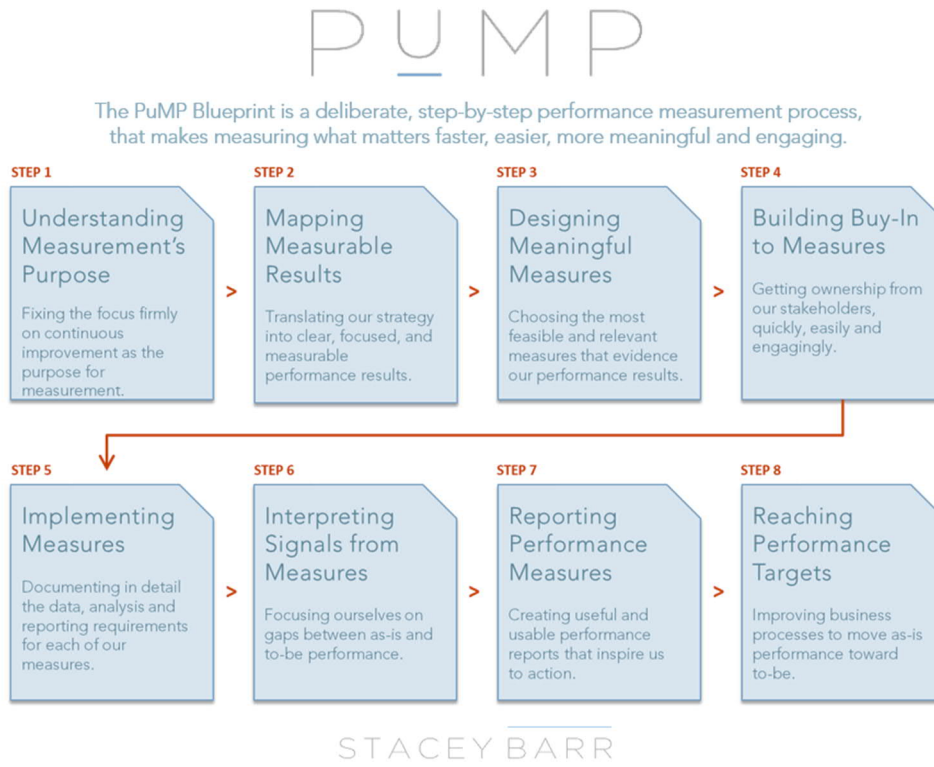 PUMP
The PuMP Blueprint is a deliberate, step-by-step performance measurement process,
that makes measuring what matters faster, easier, more meaningful and engaging.
STEP 1
Understanding
Measurement's
Purpose
Fixing the focus firmly
on continuous
improvement as the
purpose for
measurement.
>
STEP 2
Mapping
Measurable
Results
Translating our strategy
into clear, focused, and
measurable
performance results.
>
STEP 3
Designing
Meaningful
Measures
Choosing the most
feasible and relevant
measures that evidence
our performance results.
>
STEP 4
Building Buy-In
to Measures
Getting ownership from
our stakeholders,
quickly, easily and
engagingly.
STEP 5
Implementing
Measures
Documenting in detail
the data, analysis and
reporting requirements
for each of our
measures.
>
STEP 6
Interpreting
Signals from
Measures
Focusing ourselves on
gaps between as-is and
to-be performance.
>
STEP 7
Reporting
Performance
Measures
Creating useful and
usable performance
reports that inspire us
to action.
>
STEP 8
Reaching
Performance
Targets
Improving business
processes to move as-is
performance toward
to-be.
STACEY BARR